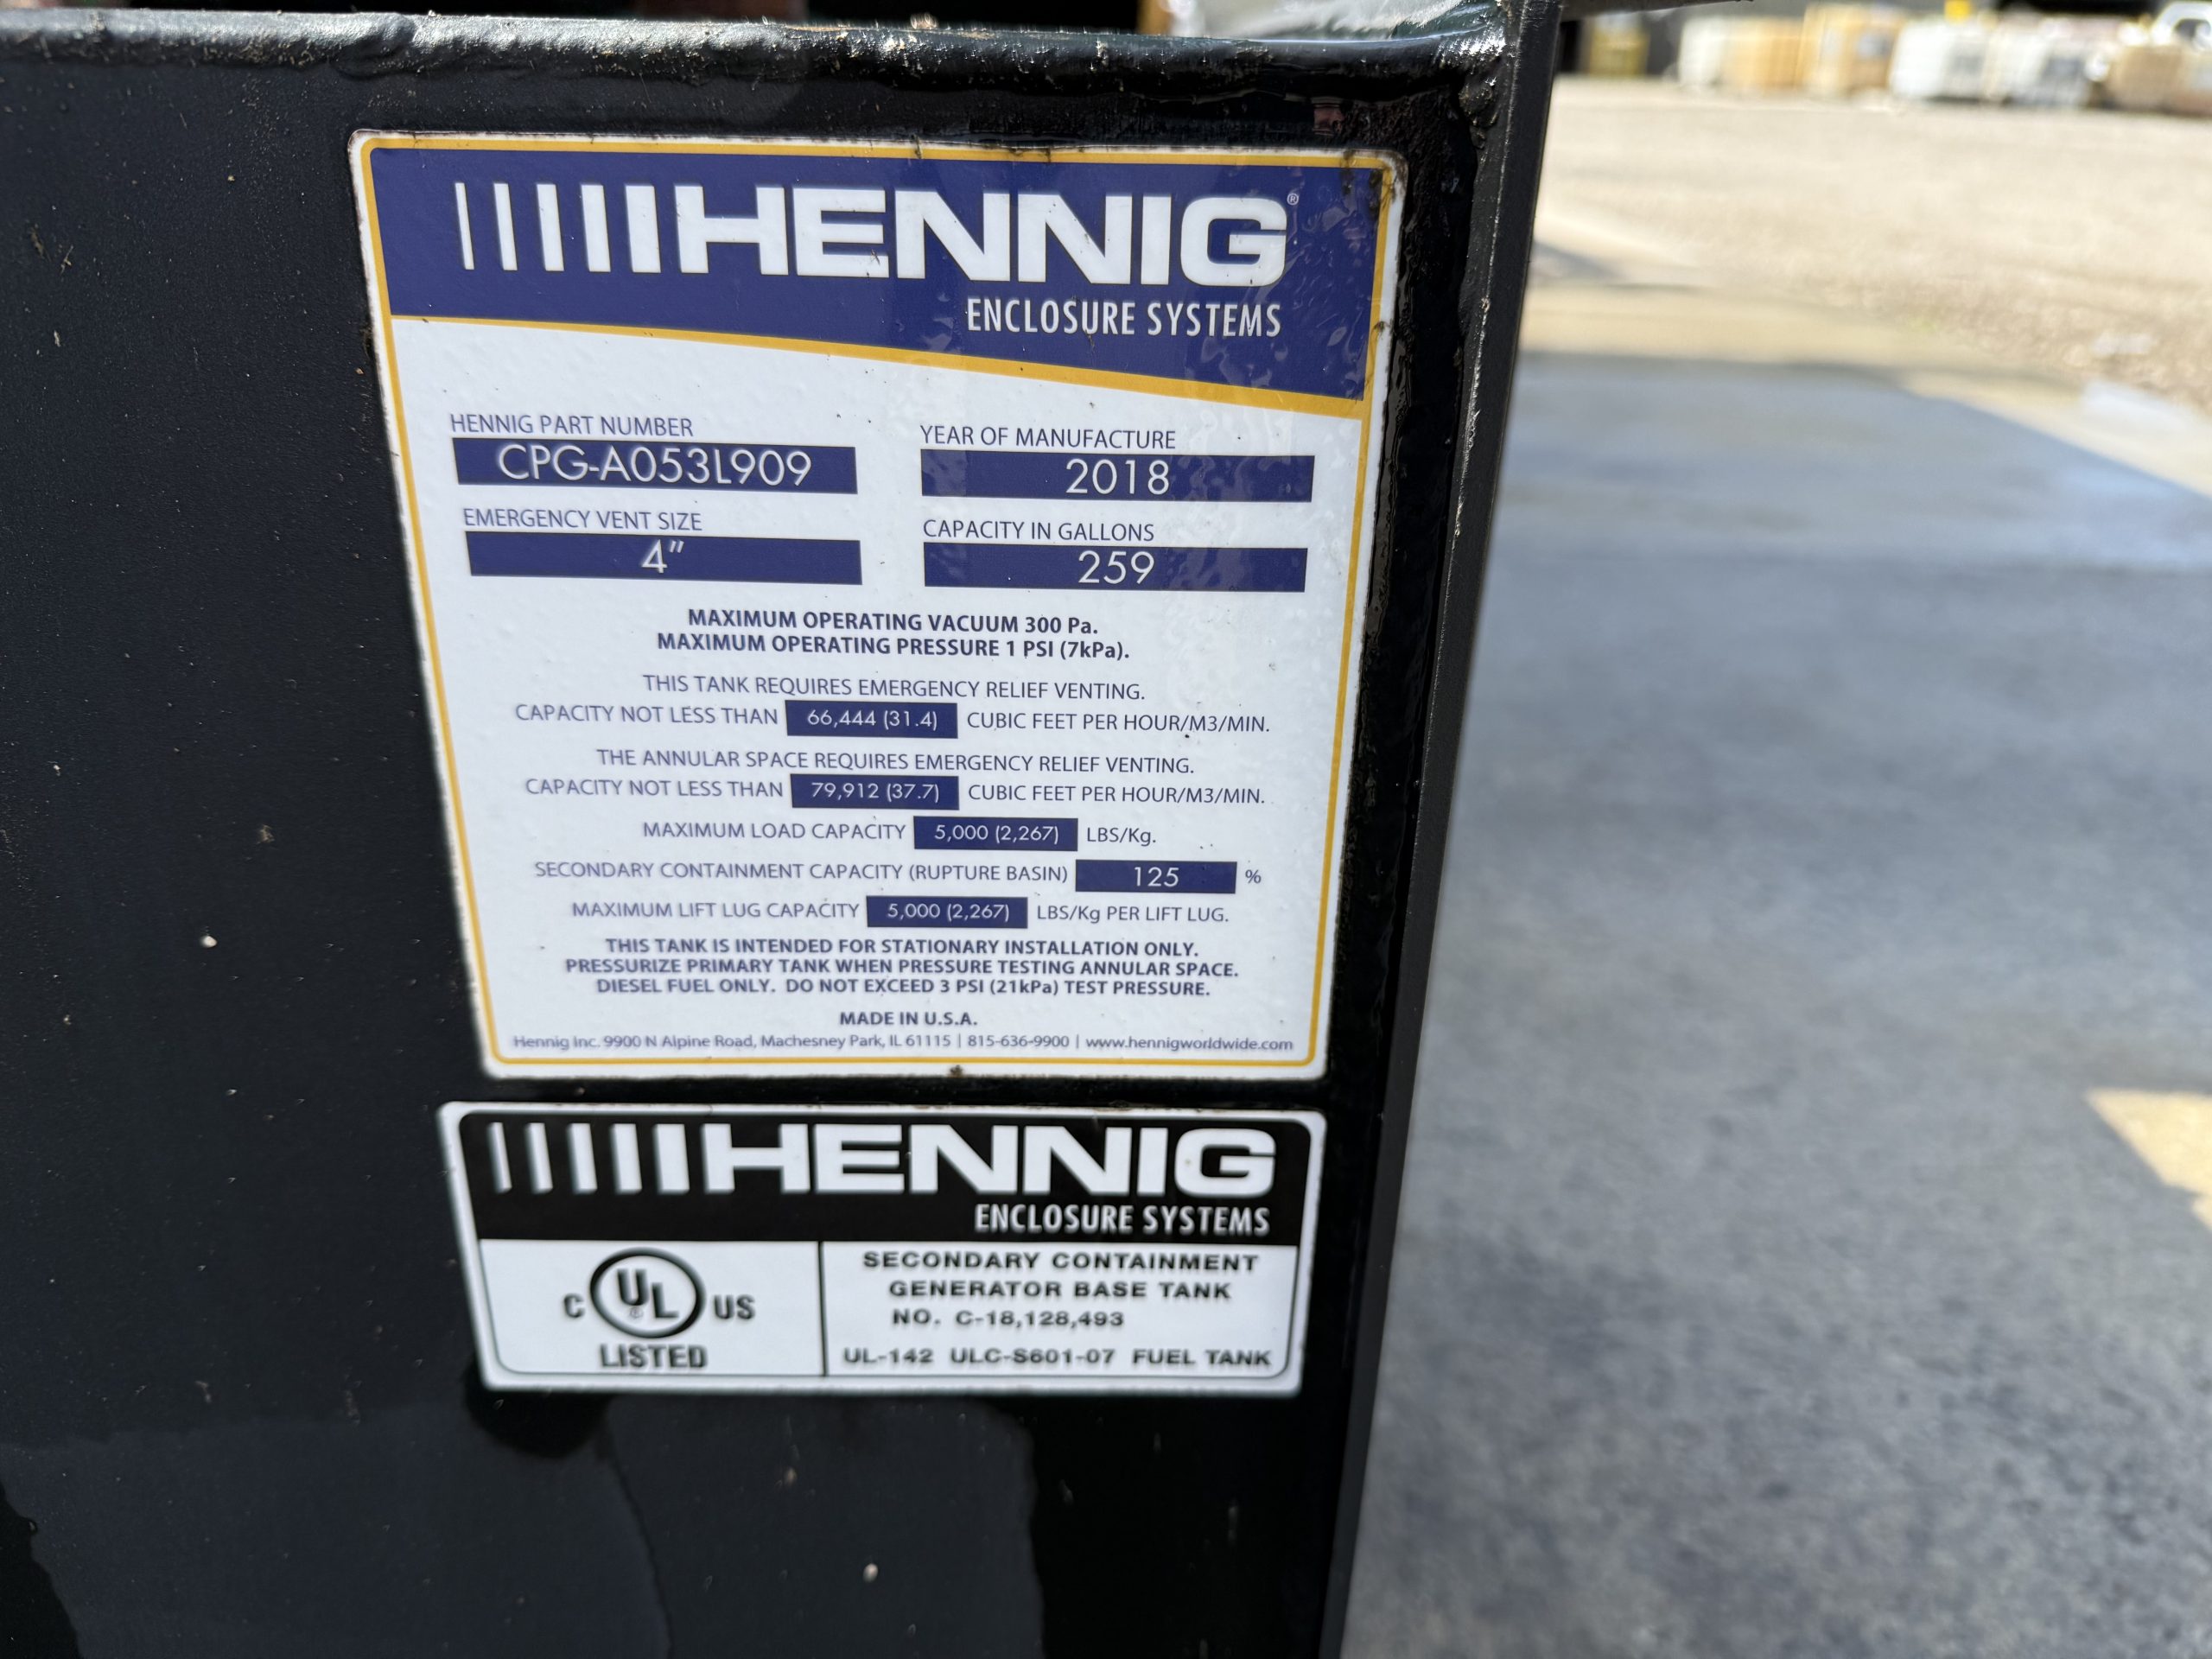 HENNIG®
ENCLOSURE SYSTEMS
HENNIG PART NUMBER
CPG-A053L909
YEAR OF MANUFACTURE
2018
EMERGENCY VENT SIZE
4"
CAPACITY IN GALLONS
259
MAXIMUM OPERATING VACUUM 300 Pa.
MAXIMUM OPERATING PRESSURE 1 PSI (7kPa).
THIS TANK REQUIRES EMERGENCY RELIEF VENTING.
CAPACITY NOT LESS THAN 66,444 (31.4) CUBIC FEET PER HOUR/M3/MIN.
THE ANNULAR SPACE REQUIRES EMERGENCY RELIEF VENTING.
CAPACITY NOT LESS THAN 79,912 (37.7) CUBIC FEET PER HOUR/M3/MIN.
MAXIMUM LOAD CAPACITY 5,000 (2,267) LBS/Kg.
SECONDARY CONTAINMENT CAPACITY (RUPTURE BASIN) 125 %
MAXIMUM LIFT LUG CAPACITY 5,000 (2,267) LBS/Kg PER LIFT LUG.
THIS TANK IS INTENDED FOR STATIONARY INSTALLATION ONLY.
PRESSURIZE PRIMARY TANK WHEN PRESSURE TESTING ANNULAR SPACE.
DIESEL FUEL ONLY. DO NOT EXCEED 3 PSI (21kPa) TEST PRESSURE.
MADE IN U.S.A.
Hennig Inc. 9900 N Alpine Road, Machesney Park, IL 61115 | 815-636-9900 | www.hennigworldwide.com
HENNIG
ENCLOSURE SYSTEMS
C UL® US
LISTED
SECONDARY CONTAINMENT
GENERATOR BASE TANK
NO. C-18,128,493
UL-142 ULC-S601-07 FUEL TANK